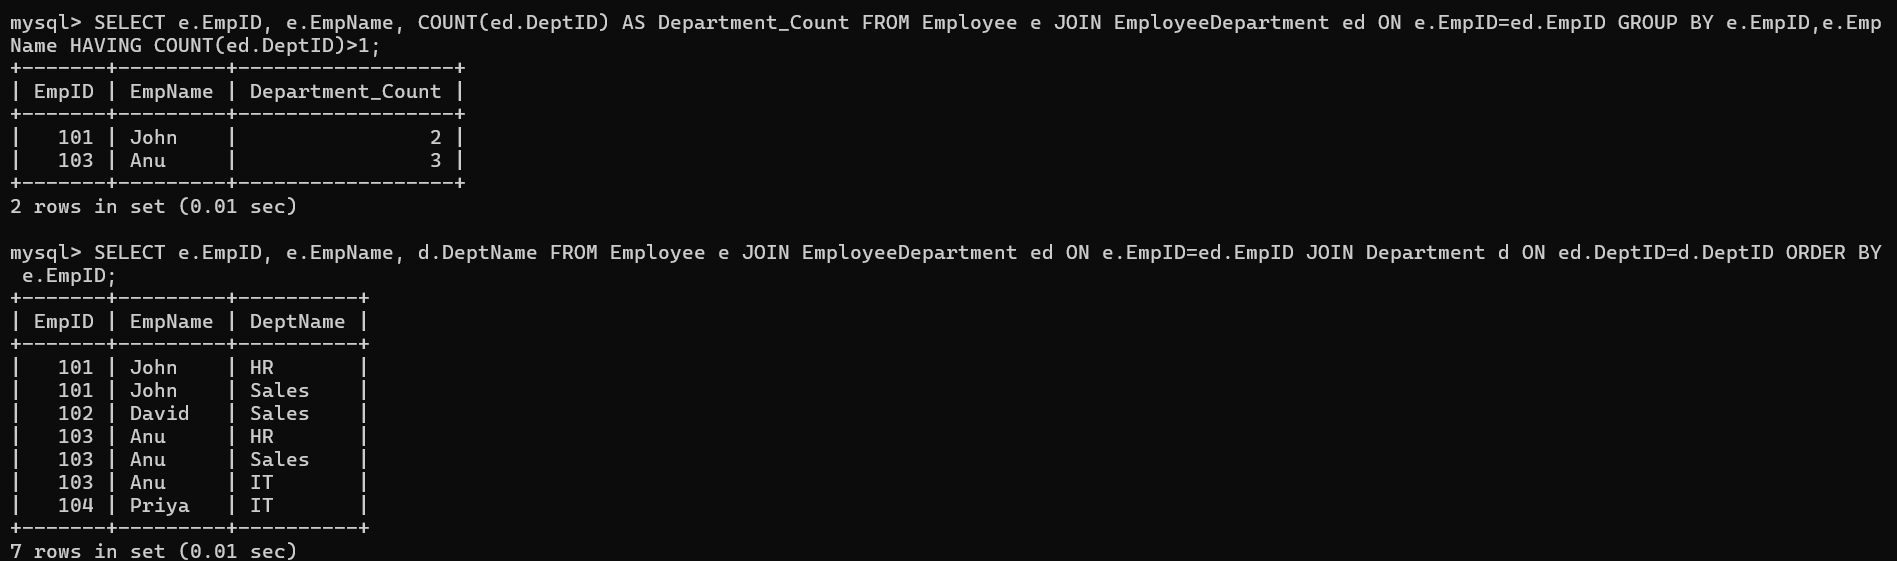 mysql> SELECT e.EmpID, e.EmpName, COUNT(ed.DeptID) AS Department_Count FROM Employee e JOIN EmployeeDepartment ed ON e.EmpID=ed.EmpID GROUP BY e.EmpID,e.Emp
Name HAVING COUNT(ed.DeptID)>1;
+-------+---------+------------------+
| EmpID | EmpName | Department_Count |
+-------+---------+------------------+
|   101 | John    |                2 |
|   103 | Anu     |                3 |
+-------+---------+------------------+
2 rows in set (0.01 sec)

mysql> SELECT e.EmpID, e.EmpName, d.DeptName FROM Employee e JOIN EmployeeDepartment ed ON e.EmpID=ed.EmpID JOIN Department d ON ed.DeptID=d.DeptID ORDER BY
 e.EmpID;
+-------+---------+----------+
| EmpID | EmpName | DeptName |
+-------+---------+----------+
|   101 | John    | HR       |
|   101 | John    | Sales    |
|   102 | David   | Sales    |
|   103 | Anu     | HR       |
|   103 | Anu     | Sales    |
|   103 | Anu     | IT       |
|   104 | Priya   | IT       |
+-------+---------+----------+
7 rows in set (0.01 sec)